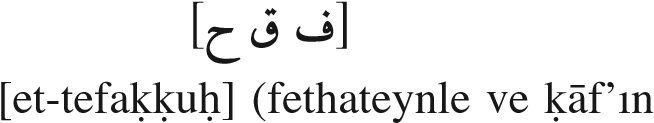 [ف ق ح]
[et-tefaḳḳuḥ] (fethateynle ve ḳāf’ın